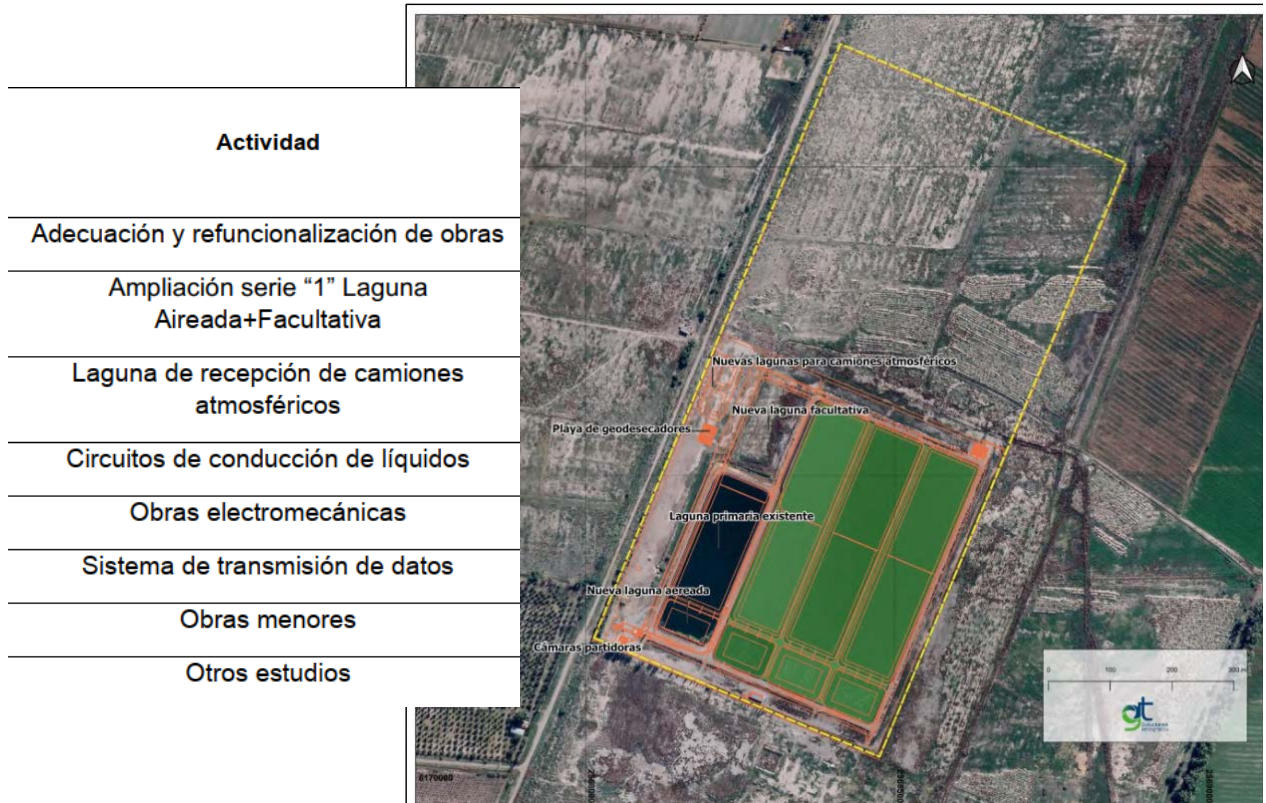 Actividad
Adecuación y refuncionalización de obras
Ampliación serie “1” Laguna
Aireada+Facultativa
Laguna de recepción de camiones
atmosféricos
Circuitos de conducción de líquidos
Obras electromecánicas
Sistema de transmisión de datos
Obras menores
Otros estudios
Nuevas lagunas para camiones atmosféricos
Nueva laguna facultativa
Playa de geodesecadores
Laguna primaria existente
Nueva laguna aereada
Cámaras partidoras
0 100 200 300 m
gt
6170000